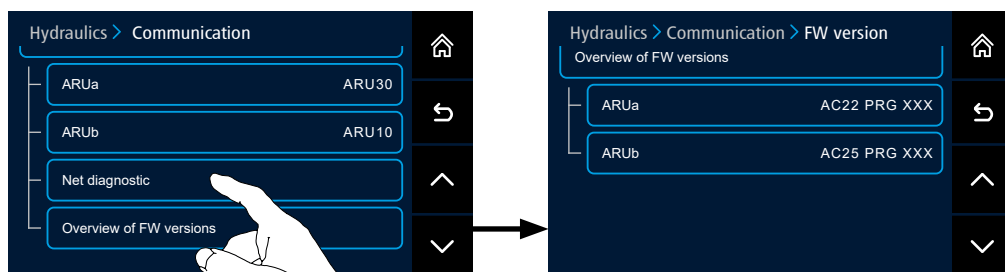 Hydraulics > Communication
ARUa ARU30
ARUb ARU10
Net diagnostic
Overview of FW versions
Hydraulics > Communication > FW version
Overview of FW versions
ARUa AC22 PRG XXX
ARUb AC25 PRG XXX